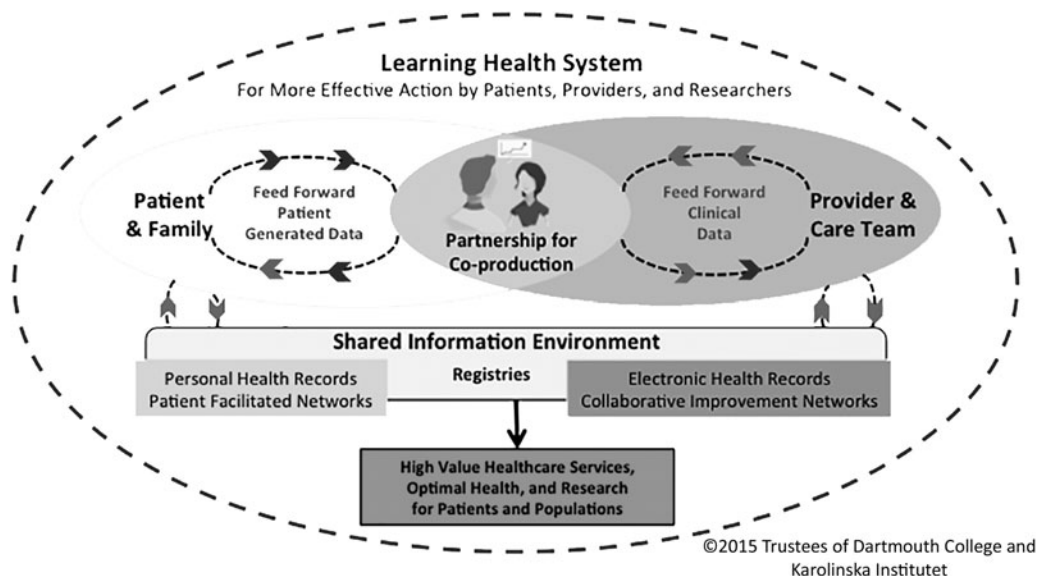 Learning Health System
For More Effective Action by Patients, Providers, and Researchers
Patient
& Family
Feed Forward
Patient
Generated Data
Partnership for
Co-production
Feed Forward
Clinical
Data
Provider &
Care Team
Shared Information Environment
Personal Health Records
Patient Facilitated Networks
Registries
Electronic Health Records
Collaborative Improvement Networks
High Value Healthcare Services,
Optimal Health, and Research
for Patients and Populations
©2015 Trustees of Dartmouth College and
Karolinska Institutet